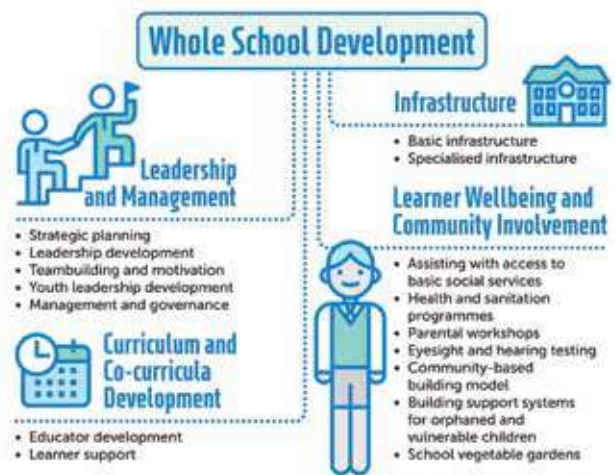 Whole School Development
Leadership
and Management
• Strategic planning
• Leadership development
• Teambuilding and motivation
• Youth leadership development
• Management and governance
Curriculum and
Co-curricula
Development
• Educator development
• Learner support
Infrastructure
• Basic infrastructure
• Specialised infrastructure
Learner Wellbeing and
Community Involvement
• Assisting with access to
basic social services
• Health and sanitation
programmes
• Parental workshops
• Eyesight and hearing testing
• Community-based
building model
• Building support systems
for orphaned and
vulnerable children
• School vegetable gardens